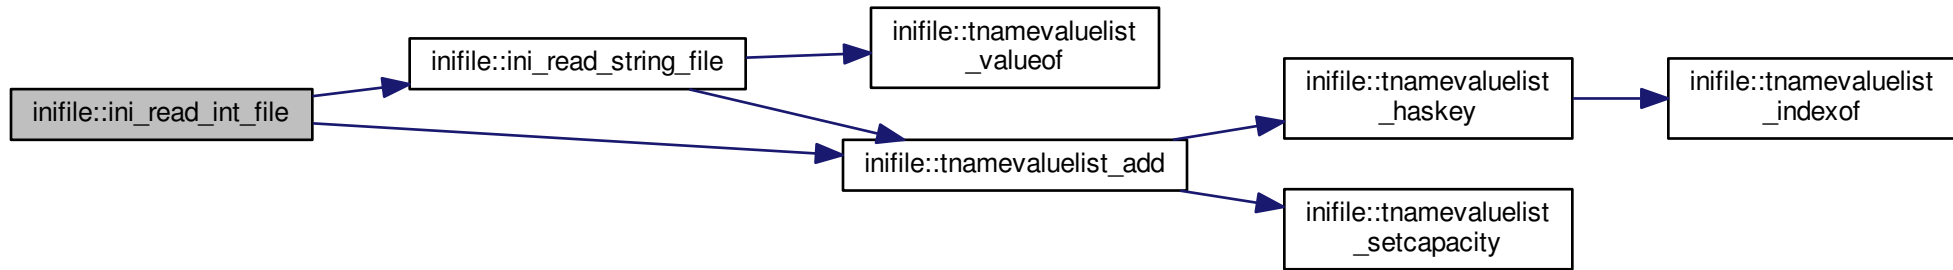 inifile::ini_read_int_file
inifile::ini_read_string_file
inifile::tnamevaluelist
_valueof
inifile::tnamevaluelist_add
inifile::tnamevaluelist
_haskey
inifile::tnamevaluelist
_setcapacity
inifile::tnamevaluelist
_indexof